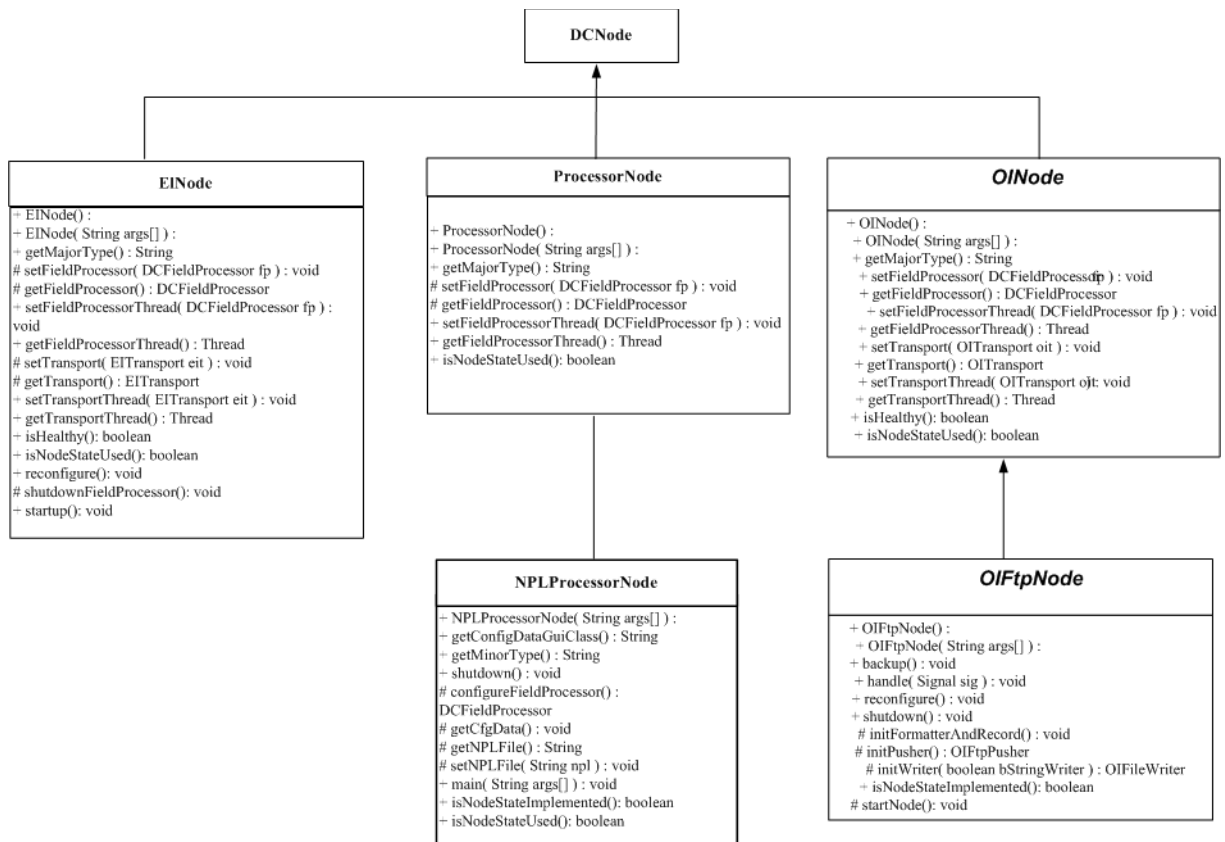 DCNode
EINode
+ EINode() :
+ EINode( String args[] ) :
+ getMajorType() : String
# setFieldProcessor( DCFieldProcessor fp ) : void
# getFieldProcessor() : DCFieldProcessor
+ setFieldProcessorThread( DCFieldProcessor fp ) :
void
+ getFieldProcessorThread() : Thread
# setTransport( EITransport eit ) : void
# getTransport() : EITransport
+ setTransportThread( EITransport eit ) : void
+ getTransportThread() : Thread
+ isHealthy(): boolean
+ isNodeStateUsed(): boolean
+ reconfigure(): void
# shutdownFieldProcessor(): void
+ startup(): void
ProcessorNode
+ ProcessorNode() :
+ ProcessorNode( String args[] ) :
+ getMajorType() : String
# setFieldProcessor( DCFieldProcessor fp ) : void
# getFieldProcessor() : DCFieldProcessor
+ setFieldProcessorThread( DCFieldProcessor fp ) : void
+ getFieldProcessorThread() : Thread
+ isNodeStateUsed(): boolean
OINode
+ OINode() :
+ OINode( String args[] ) :
+ getMajorType() : String
+ setFieldProcessor( DCFieldProcessor fp ) : void
+ getFieldProcessor() : DCFieldProcessor
+ setFieldProcessorThread( DCFieldProcessor fp ) : void
+ getFieldProcessorThread() : Thread
+ setTransport( OITransport oit ) : void
+ getTransport() : OITransport
+ setTransportThread( OITransport oit ): void
+ getTransportThread() : Thread
+ isHealthy(): boolean
+ isNodeStateUsed(): boolean
NPLProcessorNode
+ NPLProcessorNode( String args[] ) :
+ getConfigDataGuiClass() : String
+ getMinorType() : String
+ shutdown() : void
# configureFieldProcessor() :
DCFieldProcessor
# getCfgData() : void
# getNPLFile() : String
# setNPLFile( String npl ) : void
+ main( String args[] ) : void
+ isNodeStateImplemented(): boolean
+ isNodeStateUsed(): boolean
OIFtpNode
+ OIFtpNode() :
+ OIFtpNode( String args[] ) :
+ backup() : void
+ handle( Signal sig ) : void
+ reconfigure() : void
+ shutdown() : void
# initFormatterAndRecord() : void
# initPusher() : OIFtpPusher
# initWriter( boolean bStringWriter ) : OIFileWriter
+ isNodeStateImplemented(): boolean
# startNode(): void